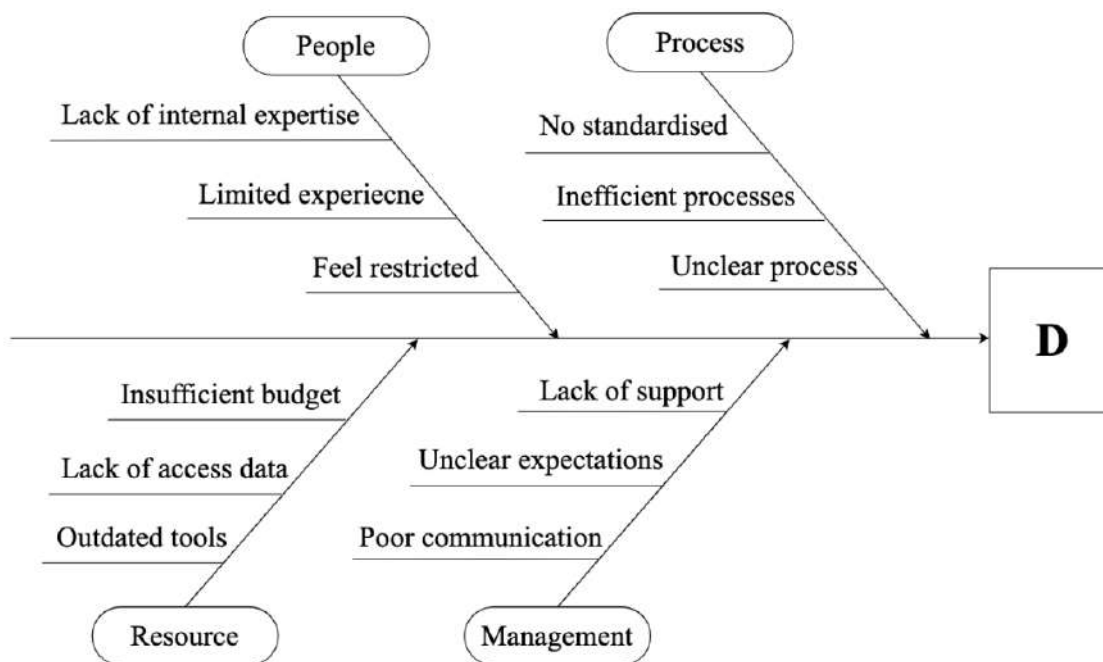 People
Lack of internal expertise
Limited experiecne
Feel restricted
Process
No standardised
Inefficient processes
Unclear process
D
Insufficient budget
Lack of access data
Outdated tools
Resource
Lack of support
Unclear expectations
Poor communication
Management